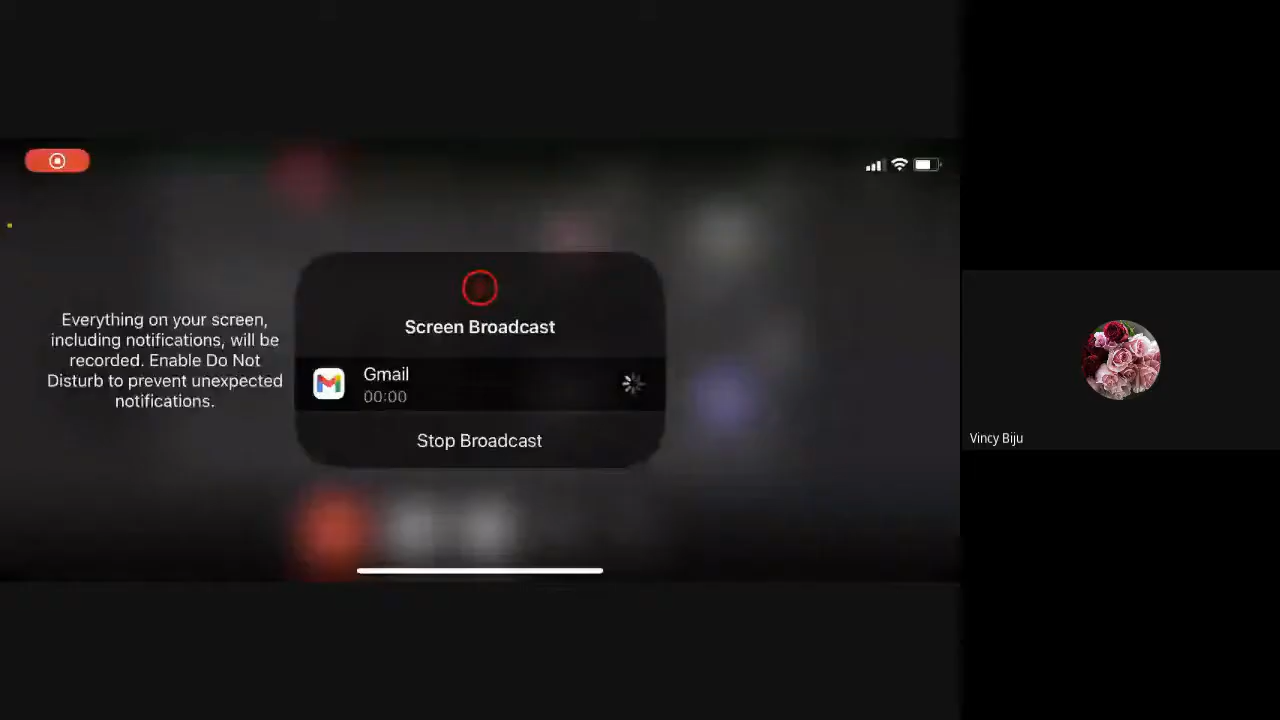 Everything on your screen,
including notifications, will be
recorded. Enable Do Not
Disturb to prevent unexpected
notifications.
Screen Broadcast
Gmail
00:00
Stop Broadcast
Vincy Biju